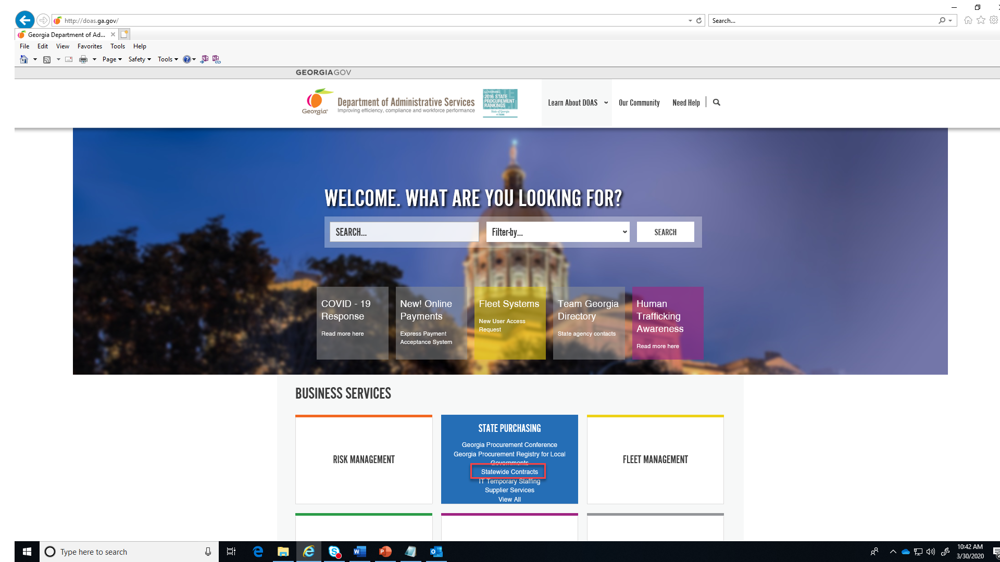 http://doas.ga.gov/
Search...
Georgia Department of Ad...
File Edit View Favorites Tools Help
Page Safety Tools
GEORGIAGOV
Georgia
Department of Administrative Services
Improving efficiency, compliance and workforce performance
GOVERNING
2016 STATE
PROCUREMENT
RANKINGS
State of Georgia
Learn About DOAS
Our Community
Need Help
WELCOME. WHAT ARE YOU LOOKING FOR?
SEARCH...
Filter-by...
SEARCH
COVID - 19
Response
Read more here
New! Online
Payments
Express Payment
Acceptance System
Fleet Systems
New User Access
Request
Team Georgia
Directory
State agency contacts
Human
Trafficking
Awareness
Read more here
BUSINESS SERVICES
RISK MANAGEMENT
STATE PURCHASING
Georgia Procurement Conference
Georgia Procurement Registry for Local
Governments
Statewide Contracts
IT Temporary Staffing
Supplier Services
View All
FLEET MANAGEMENT
Type here to search
10:42 AM
3/30/2020